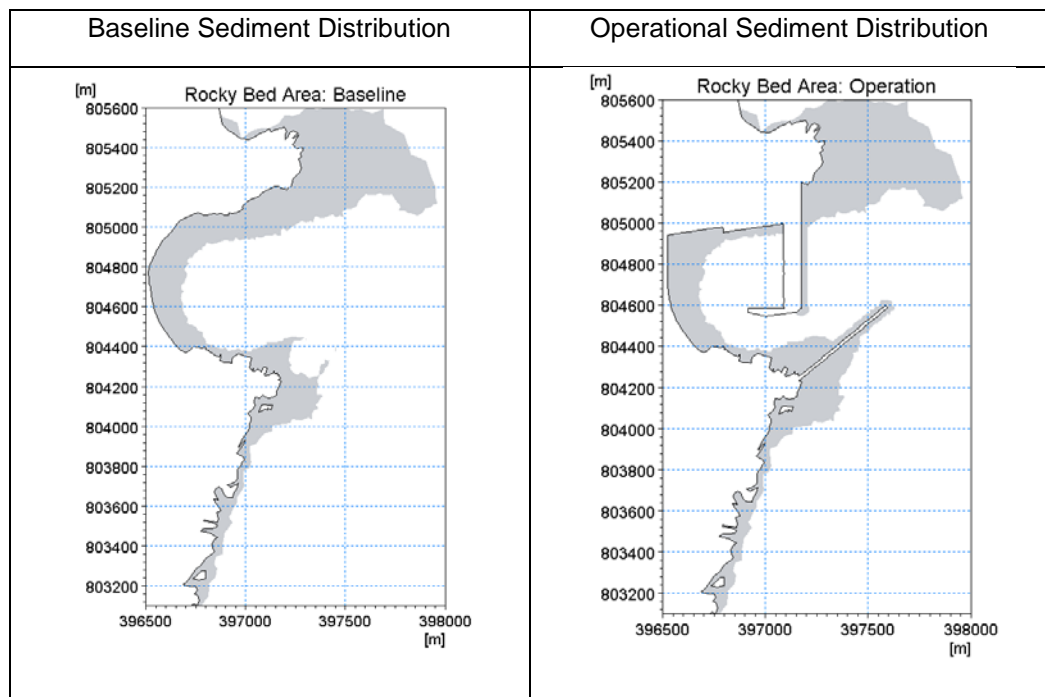 Baseline Sediment Distribution
Operational Sediment Distribution
[m]
Rocky Bed Area: Baseline
805600
805400
805200
805000
804800
804600
804400
804200
804000
803800
803600
803400
803200
396500 397000 397500 398000
[m]
[m]
Rocky Bed Area: Operation
805600
805400
805200
805000
804800
804600
804400
804200
804000
803800
803600
803400
803200
396500 397000 397500 398000
[m]